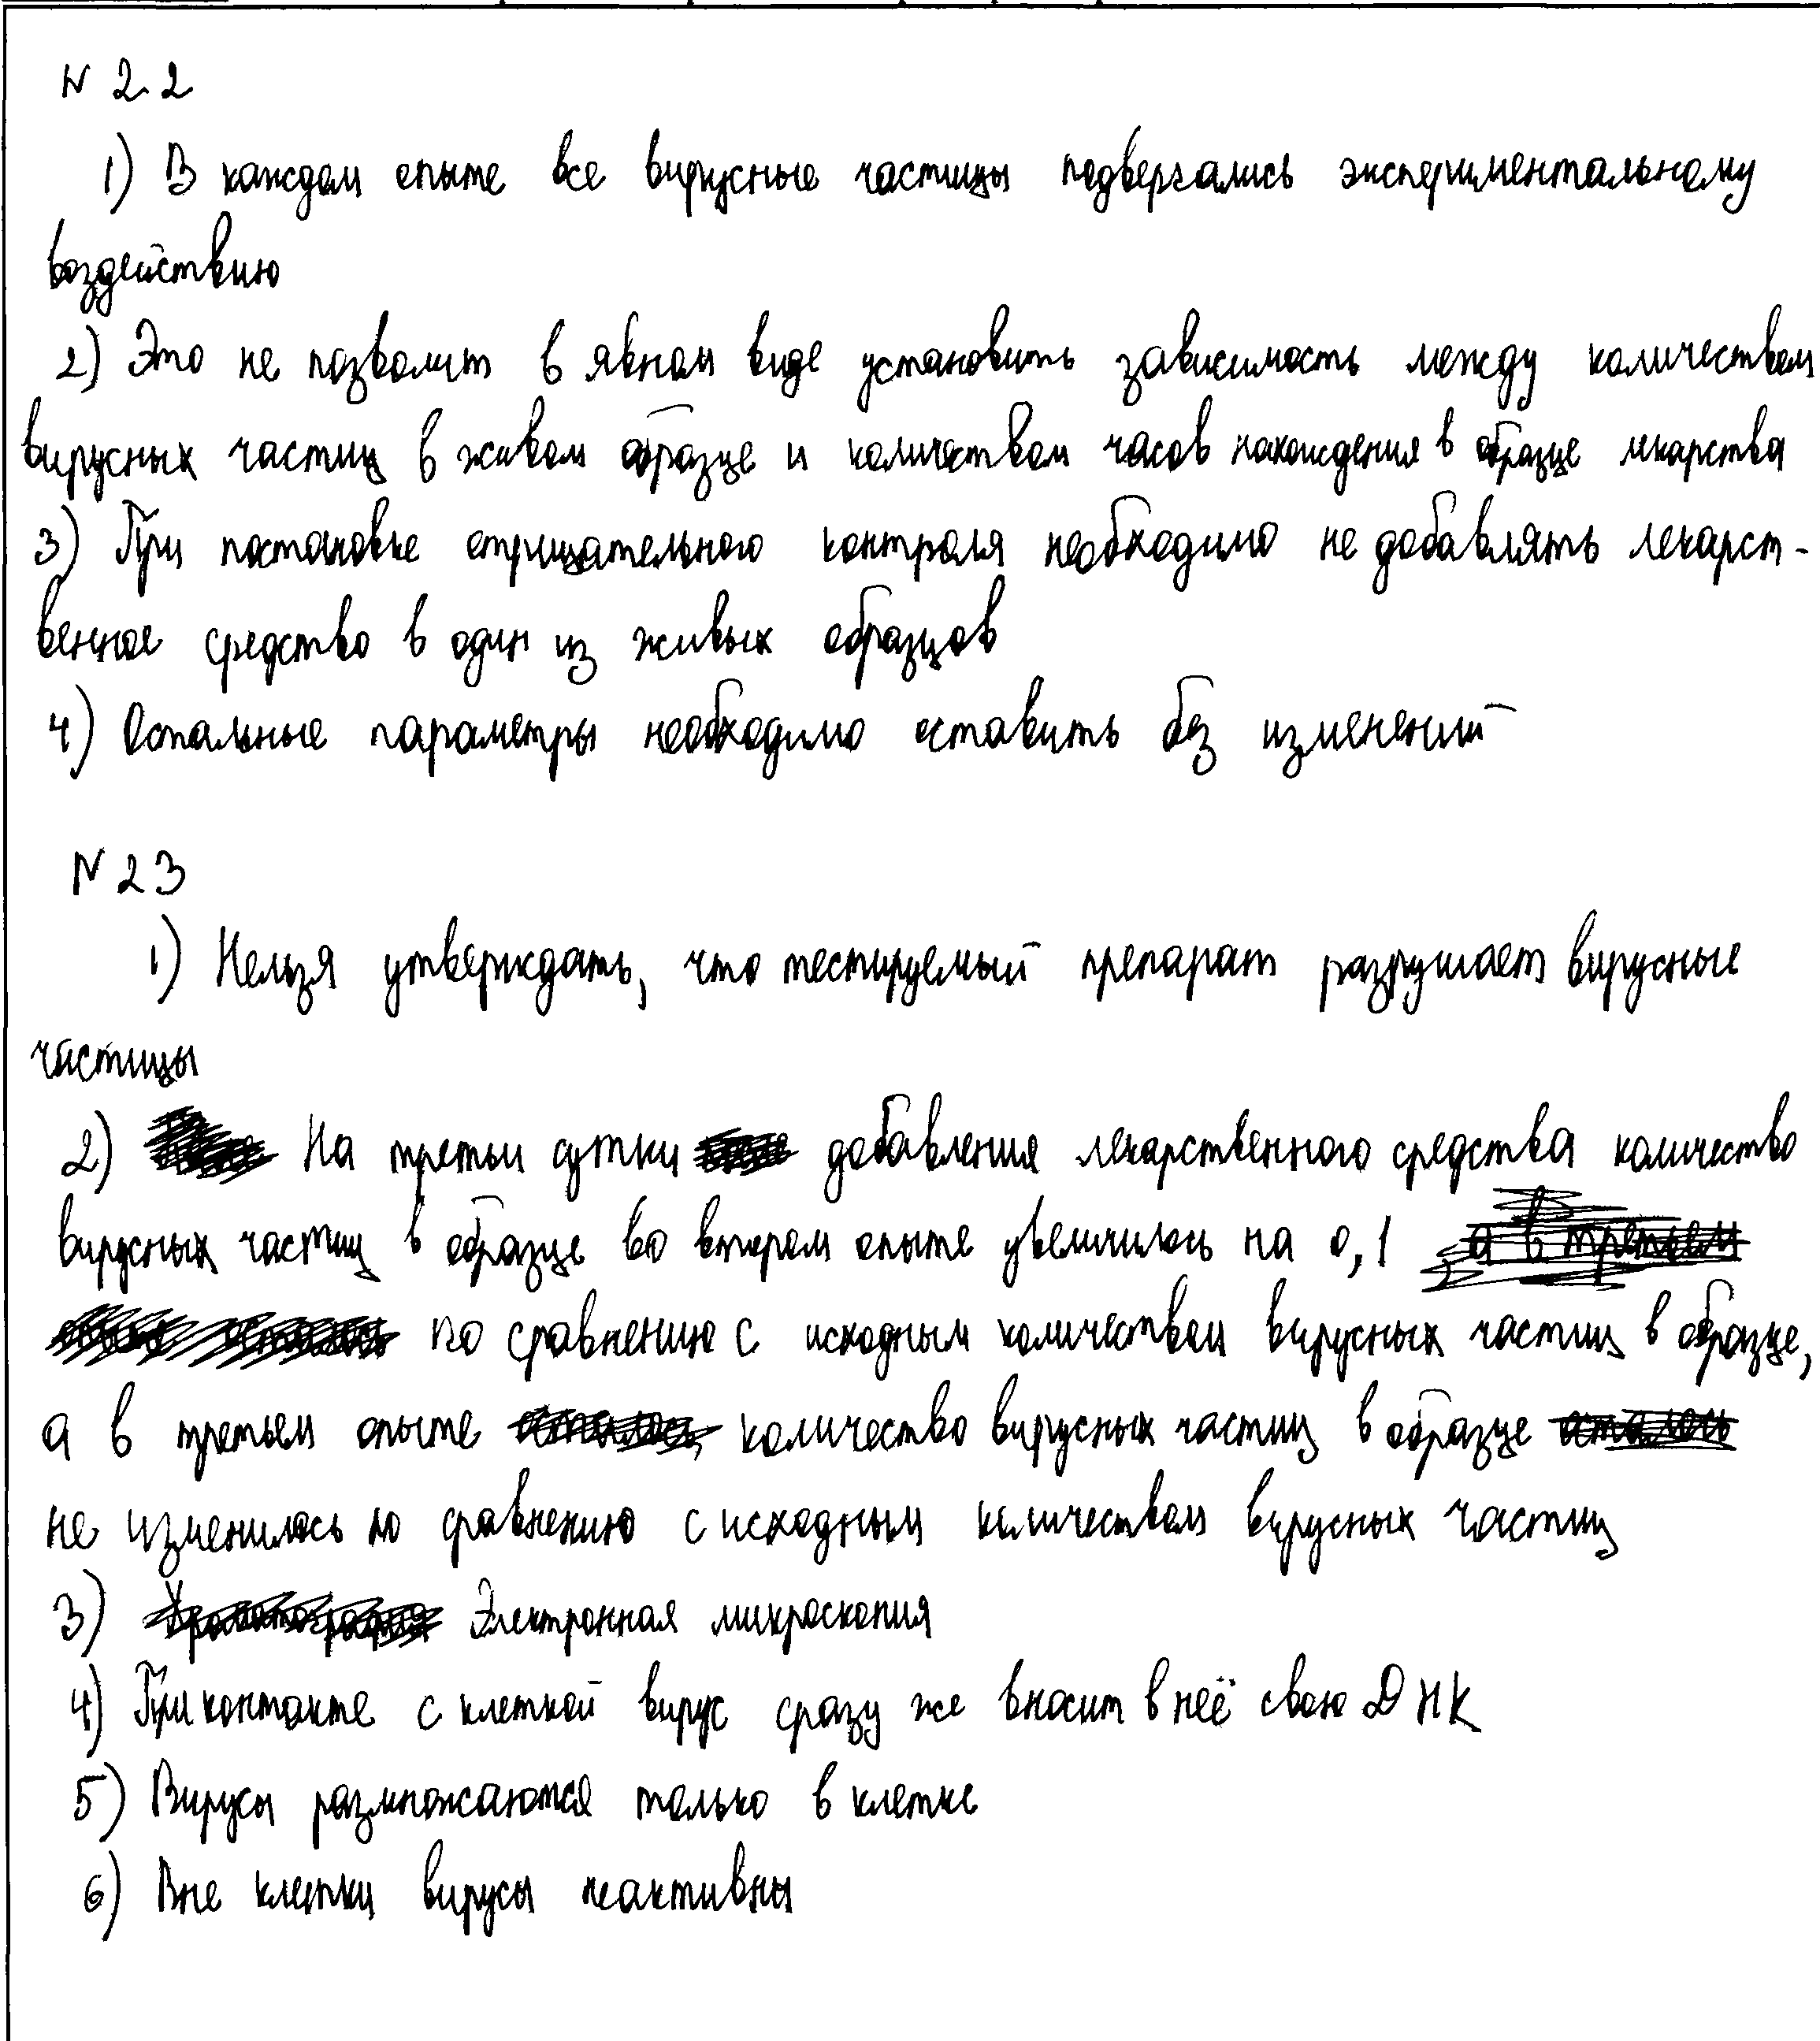 N 22
1) В каждом опыте все вирусные частицы подвергались экспериментальному
воздействию
2) Это не позволит в явном виде установить зависимость между количеством
вирусных частиц в живом образце и количеством часов нахождения в образце лекарства
3) При постановке отрицательного контроля необходимо не добавлять лекарст-
венное средство в один из живых образцов
4) Остальные параметры необходимо оставить без изменений
N 23
1) Нельзя утверждать, что тестируемый препарат разрушает вирусные
частицы
2) На третьи сутки добавления лекарственного средства количество
вирусных частиц в образце во втором опыте увеличилось на 0,1
по сравнению с исходным количеством вирусных частиц в образце,
а в третьем опыте количество вирусных частиц в образце
не изменилось по сравнению с исходным количеством вирусных частиц
3) Электронная микроскопия
4) При контакте с клеткой вирус сразу же вносит в неё свою ДНК
5) Вирусы размножаются только в клетке
6) Вне клетки вирусы неактивны